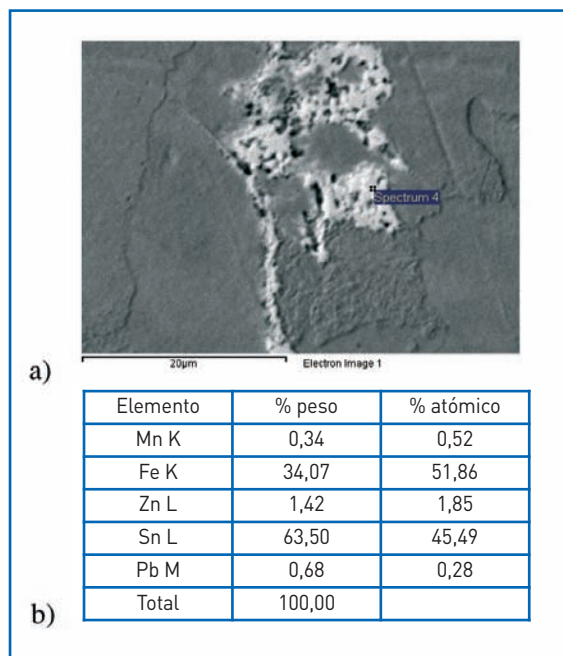 Spectrum 4
20µm Electron Image 1
a)
Elemento % peso % atómico
Mn K 0,34 0,52
Fe K 34,07 51,86
Zn L 1,42 1,85
Sn L 63,50 45,49
Pb M 0,68 0,28
Total 100,00
b)